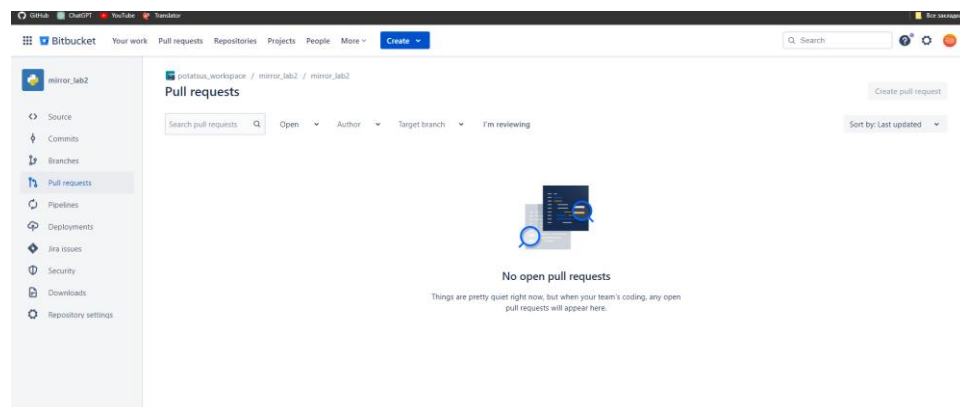 GitHub ChatGPT YouTube Translator Все заклад
Bitbucket Your work Pull requests Repositories Projects People More Create Search
mirror_lab2
Source
Commits
Branches
Pull requests
Pipelines
Deployments
Jira issues
Security
Downloads
Repository settings
potatsus_workspace / mirror_lab2 / mirror_lab2
Pull requests
Create pull request
Search pull requests Open Author Target branch I'm reviewing Sort by: Last updated
No open pull requests
Things are pretty quiet right now, but when your team's coding, any open
pull requests will appear here.